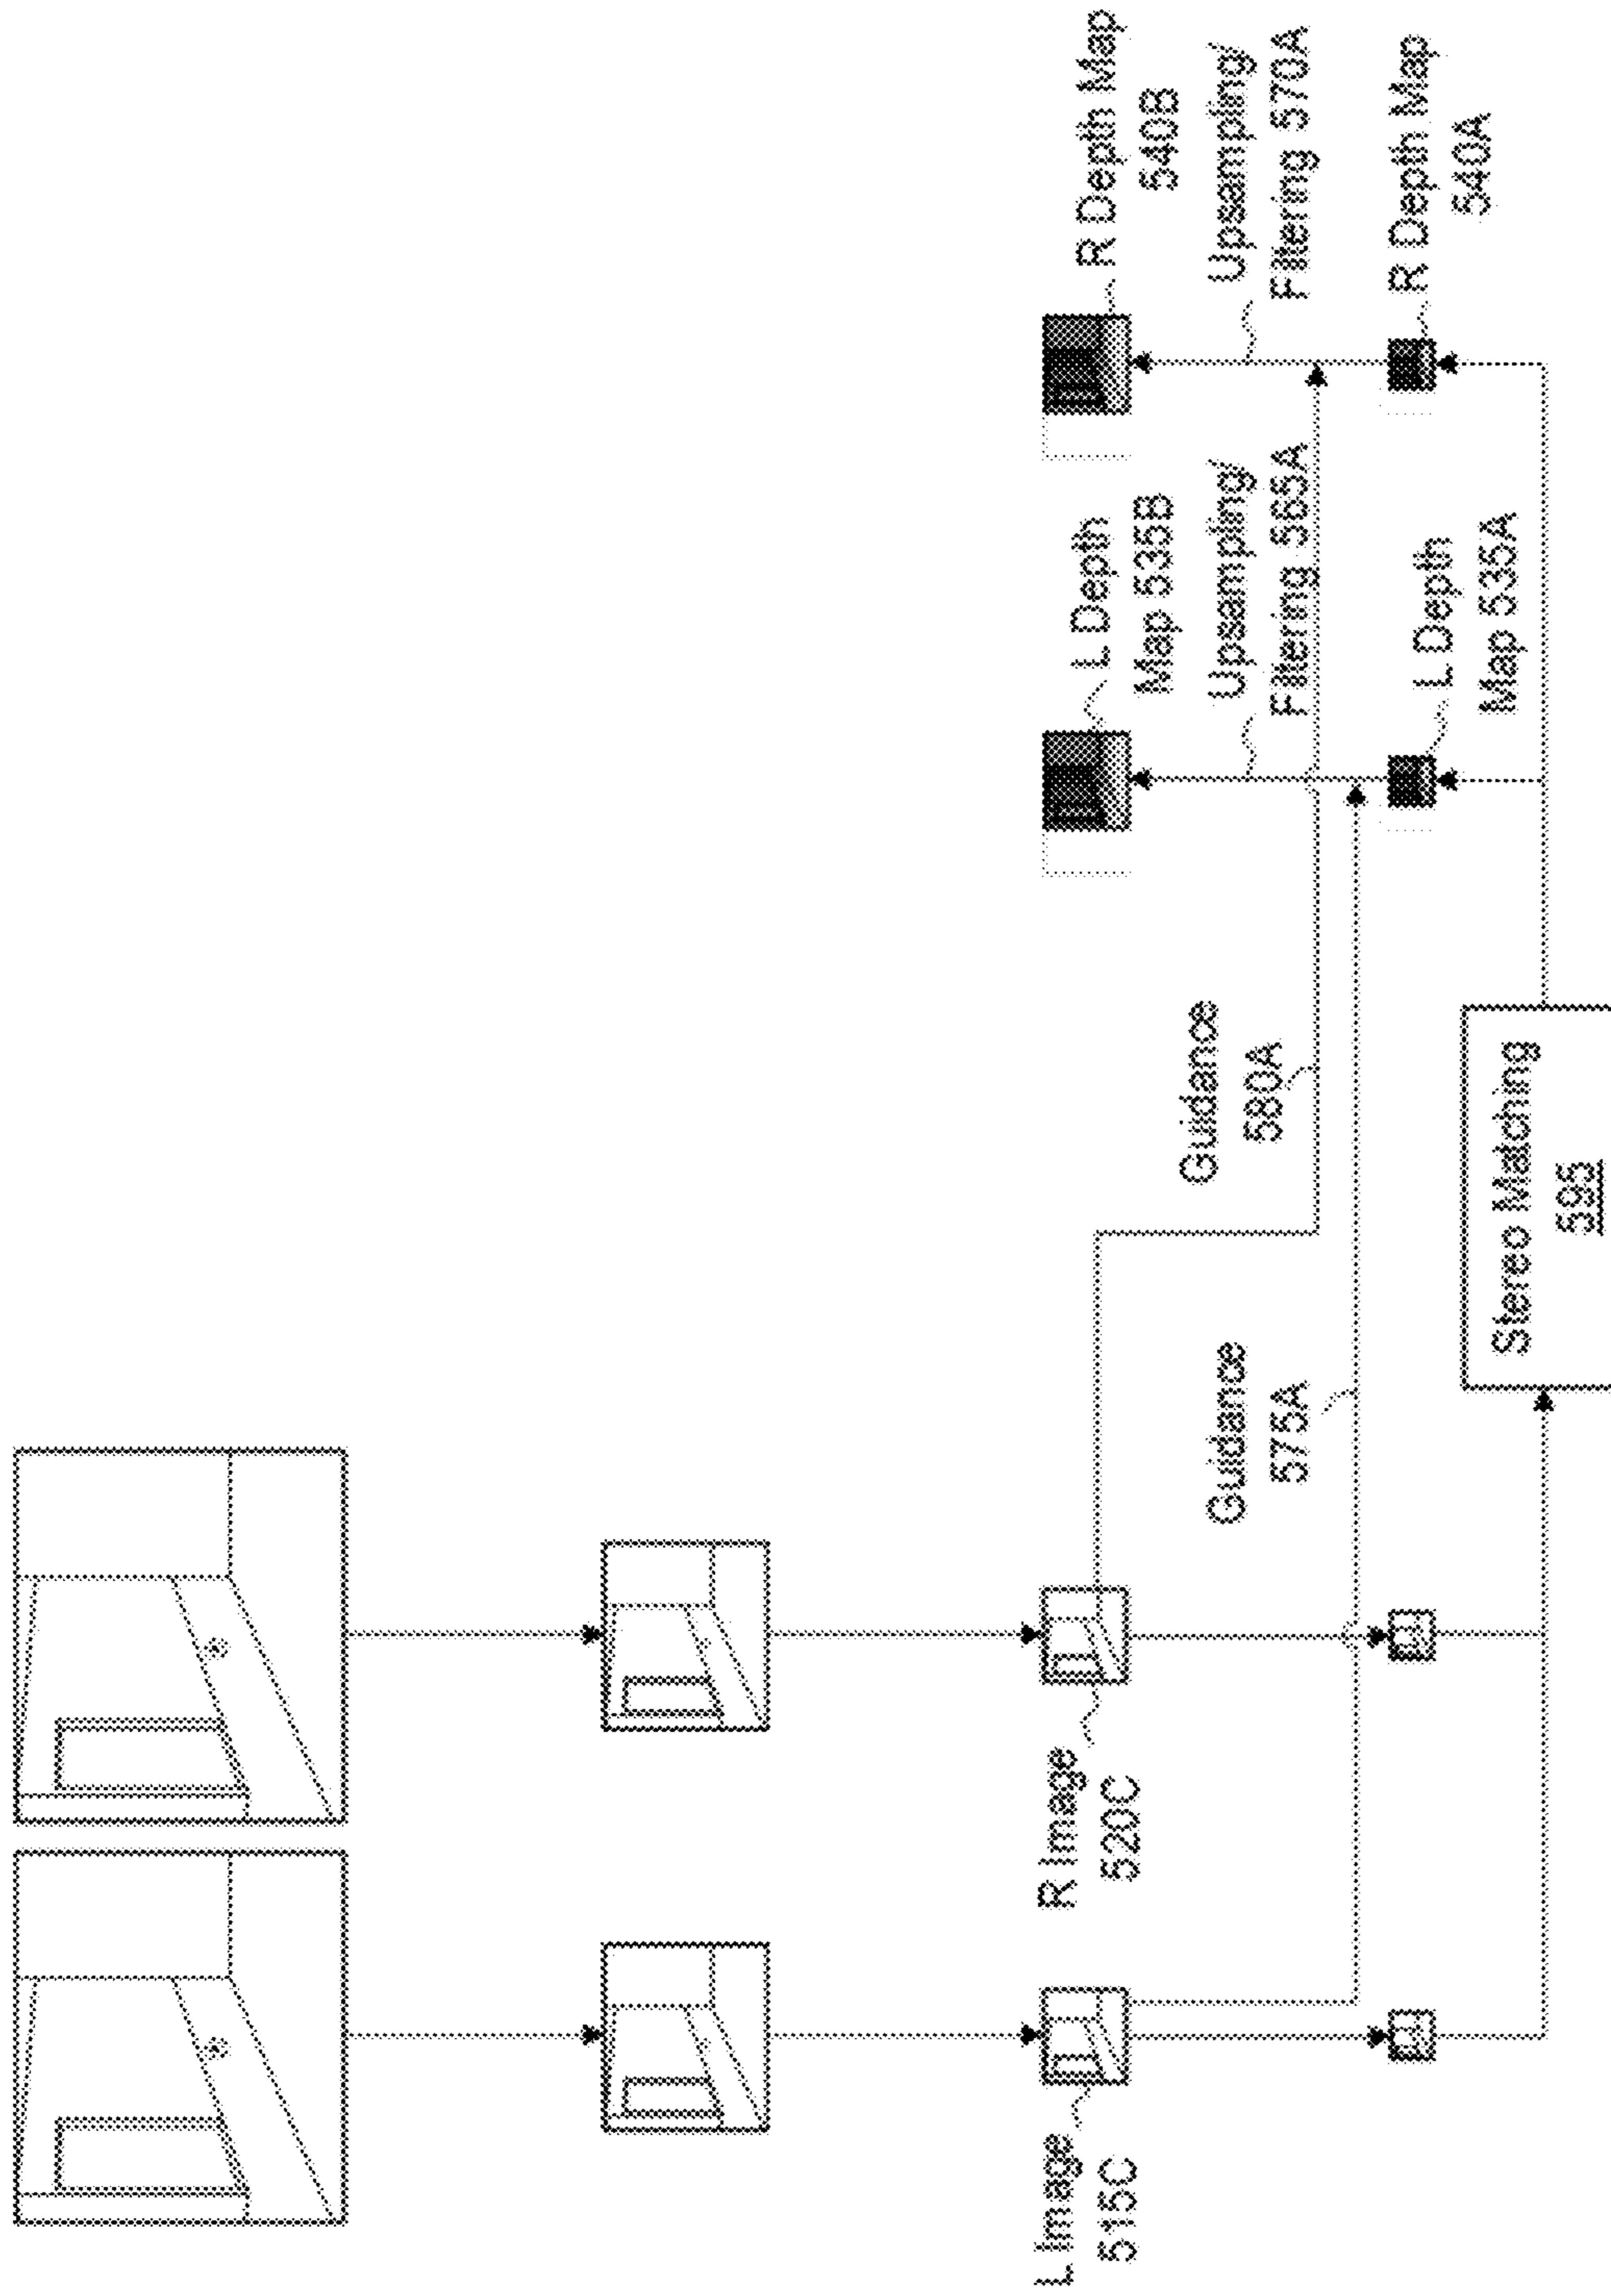 R Depth Map
540B
L Depth
Map 535B
Upsampling/
Filtering 570A
Upsampling/
Filtering 565A
R Depth Map
540A
L Depth
Map 535A
Guidance
580A
Guidance
575A
R Image
520C
L Image
515C
Stereo Matching
595